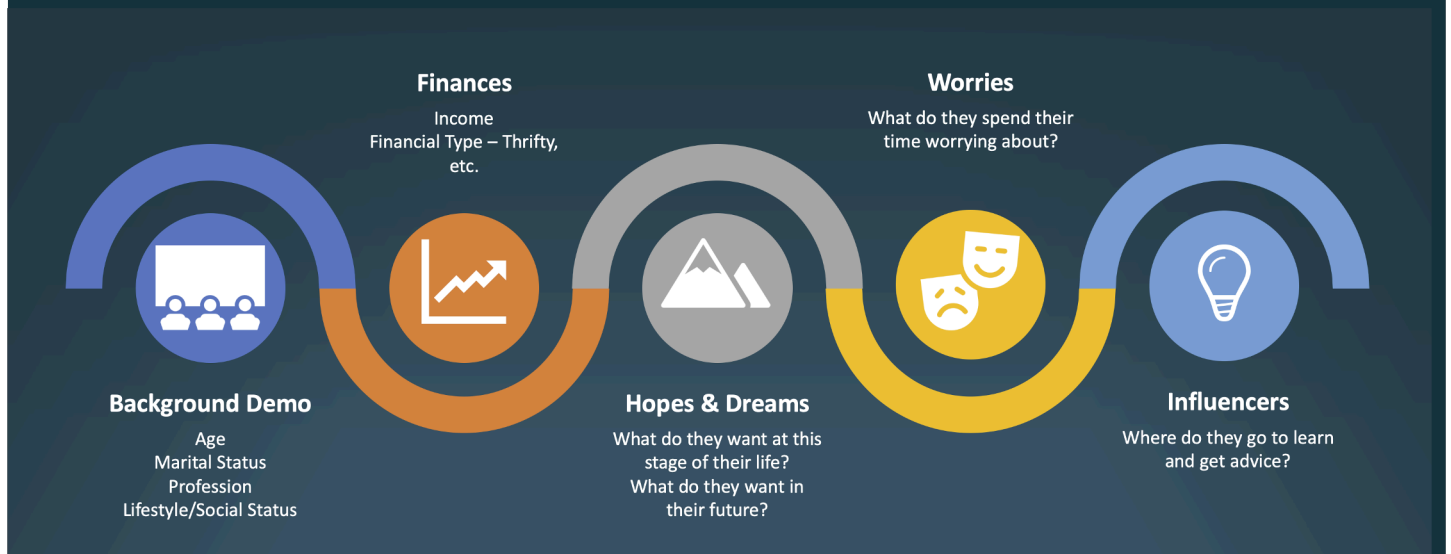 Background Demo
Age
Marital Status
Profession
Lifestyle/Social Status
Finances
Income
Financial Type – Thrifty,
etc.
Hopes & Dreams
What do they want at this
stage of their life?
What do they want in
their future?
Worries
What do they spend their
time worrying about?
Influencers
Where do they go to learn
and get advice?